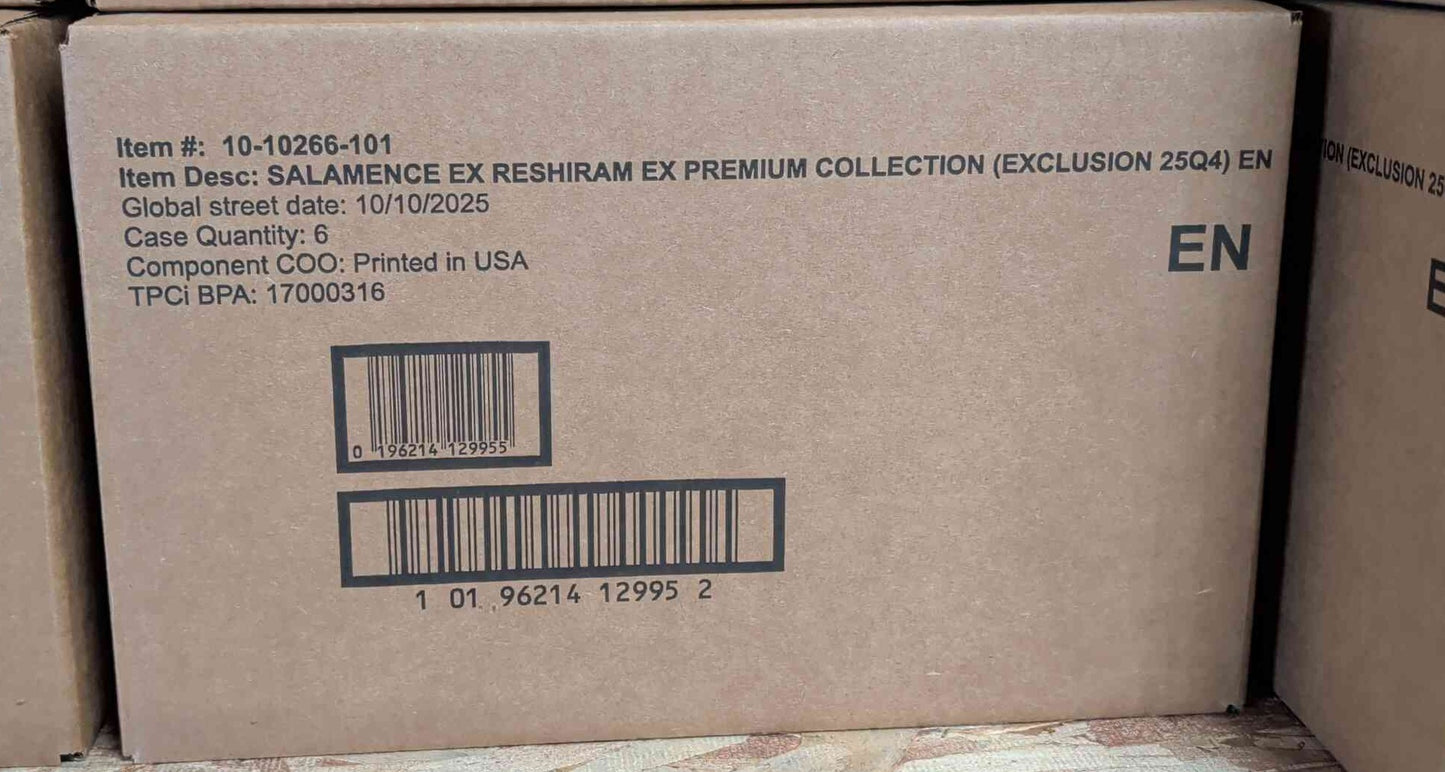 Item #: 10-10266-101
Item Desc: SALAMENCE EX RESHIRAM EX PREMIUM COLLECTION (EXCLUSION 25Q4) EN
Global street date: 10/10/2025
Case Quantity: 6
Component COO: Printed in USA
TPCi BPA: 17000316
EN
0 196214 129955
1 01 96214 12995 2
(EXCLUSION